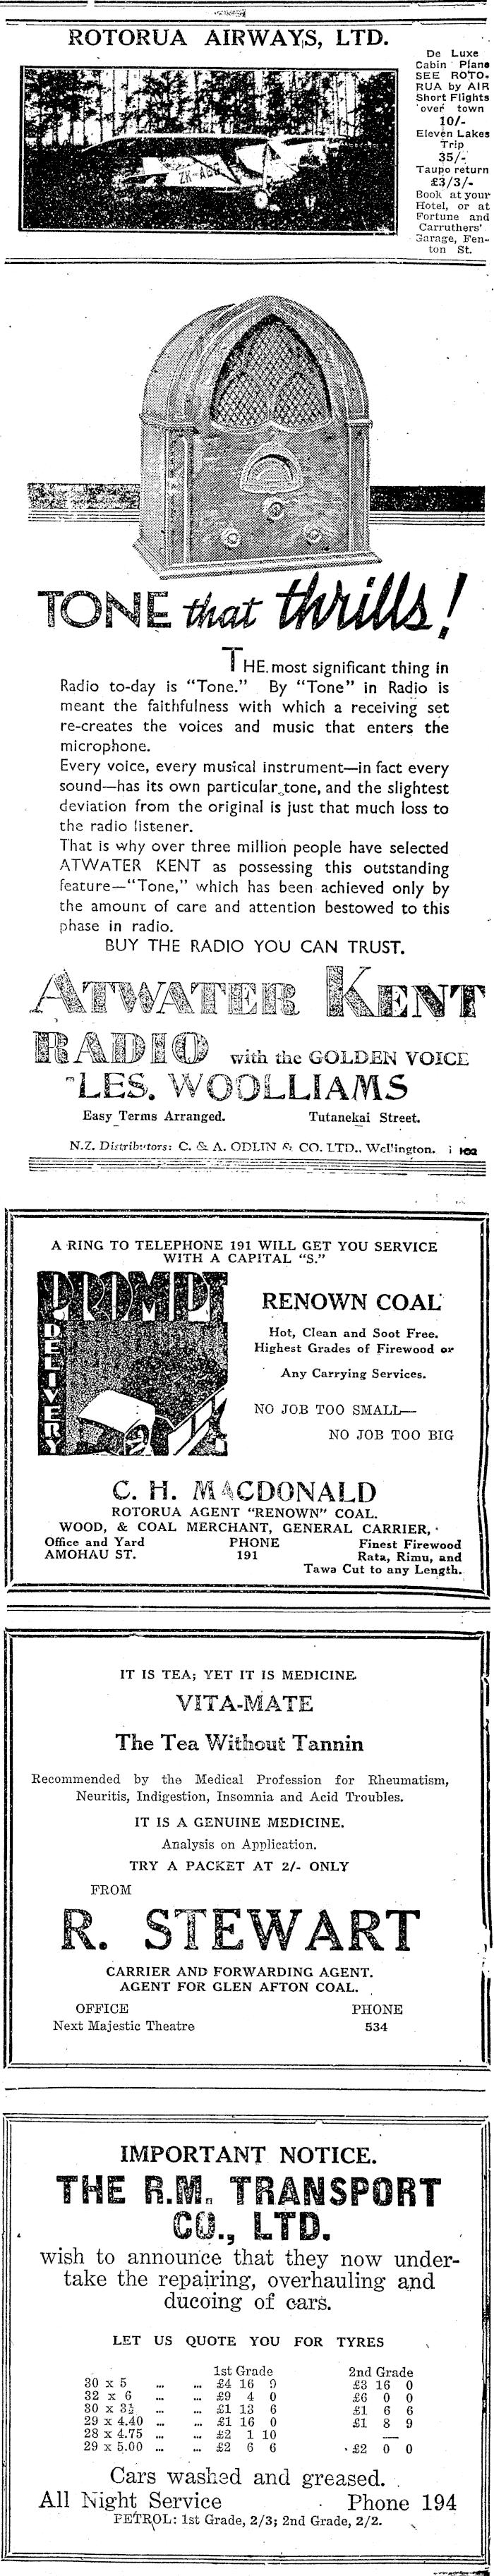 ROTORUA AIRWAYS, LTD.
De Luxe
Cabin Plane
SEE ROTO-
RUA by AIR
Short Flights
over town
10/-
Eleven Lakes
Trip
35/-
Taupo return
£3/3/-
Book at your
Hotel, or at
Fortune and
Carruthers'
Garage, Fen-
ton St.
TONE that thrills!
THE most significant thing in
Radio to-day is "Tone." By "Tone" in Radio is
meant the faithfulness with which a receiving set
re-creates the voices and music that enters the
microphone.
Every voice, every musical instrument—in fact every
sound—has its own particular tone, and the slightest
deviation from the original is just that much loss to
the radio listener.
That is why over three million people have selected
ATWATER KENT as possessing this outstanding
feature—"Tone," which has been achieved only by
the amount of care and attention bestowed to this
phase in radio.
BUY THE RADIO YOU CAN TRUST.
ATWATER KENT
RADIO with the GOLDEN VOICE
LES. WOOLLIAMS
Easy Terms Arranged. Tutanekai Street.
N.Z. Distributors: C. & A. ODLIN & CO. LTD., Wellington.
A RING TO TELEPHONE 191 WILL GET YOU SERVICE
WITH A CAPITAL "S."
PROMPT
DELIVERY
RENOWN COAL
Hot, Clean and Soot Free.
Highest Grades of Firewood or
Any Carrying Services.
NO JOB TOO SMALL—
NO JOB TOO BIG
C. H. MACDONALD
ROTORUA AGENT "RENOWN" COAL.
WOOD, & COAL MERCHANT, GENERAL CARRIER,
Office and Yard PHONE Finest Firewood
AMOHAU ST. 191 Rata, Rimu, and
Tawa Cut to any Length.
IT IS TEA; YET IT IS MEDICINE.
VITA-MATE
The Tea Without Tannin
Recommended by the Medical Profession for Rheumatism,
Neuritis, Indigestion, Insomnia and Acid Troubles.
IT IS A GENUINE MEDICINE.
Analysis on Application.
TRY A PACKET AT 2/- ONLY
FROM
R. STEWART
CARRIER AND FORWARDING AGENT.
AGENT FOR GLEN AFTON COAL.
OFFICE PHONE
Next Majestic Theatre 534
IMPORTANT NOTICE.
THE R.M. TRANSPORT
CO., LTD.
wish to announce that they now under-
take the repairing, overhauling and
ducoing of cars.
LET US QUOTE YOU FOR TYRES
1st Grade 2nd Grade
30 x 5 ... ... £4 16 9 £3 16 0
32 x 6 ... ... £9 4 0 £6 0 0
30 x 3½ ... ... £1 13 6 £1 6 6
29 x 4.40 ... ... £1 16 0 £1 8 9
28 x 4.75 ... ... £2 1 10 —
29 x 5.00 ... ... £2 6 6 £2 0 0
Cars washed and greased.
All Night Service Phone 194
PETROL: 1st Grade, 2/3; 2nd Grade, 2/2.